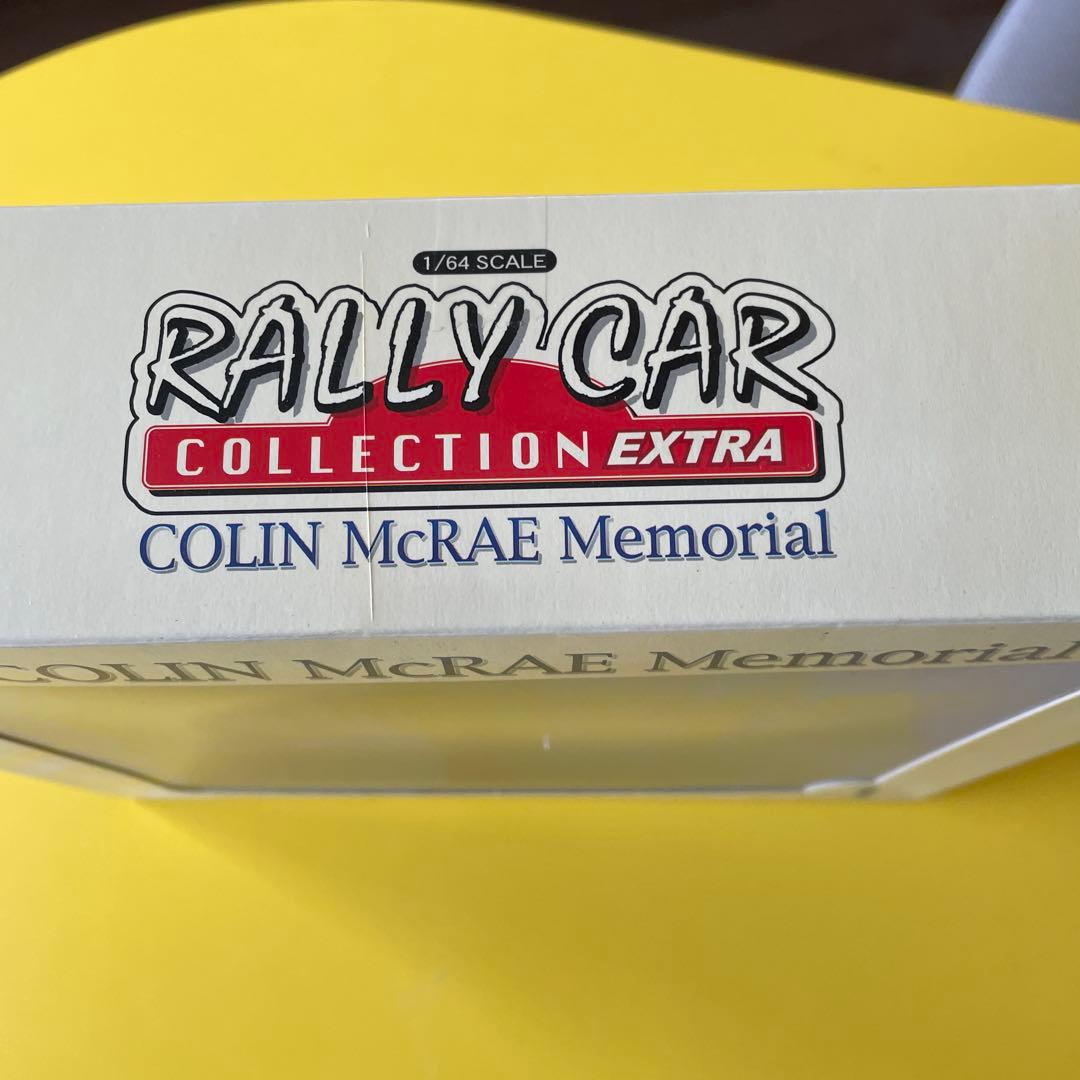 1/64 SCALE
RALLY CAR
COLLECTION EXTRA
COLIN McRAE Memorial
COLIN McRAE Memorial